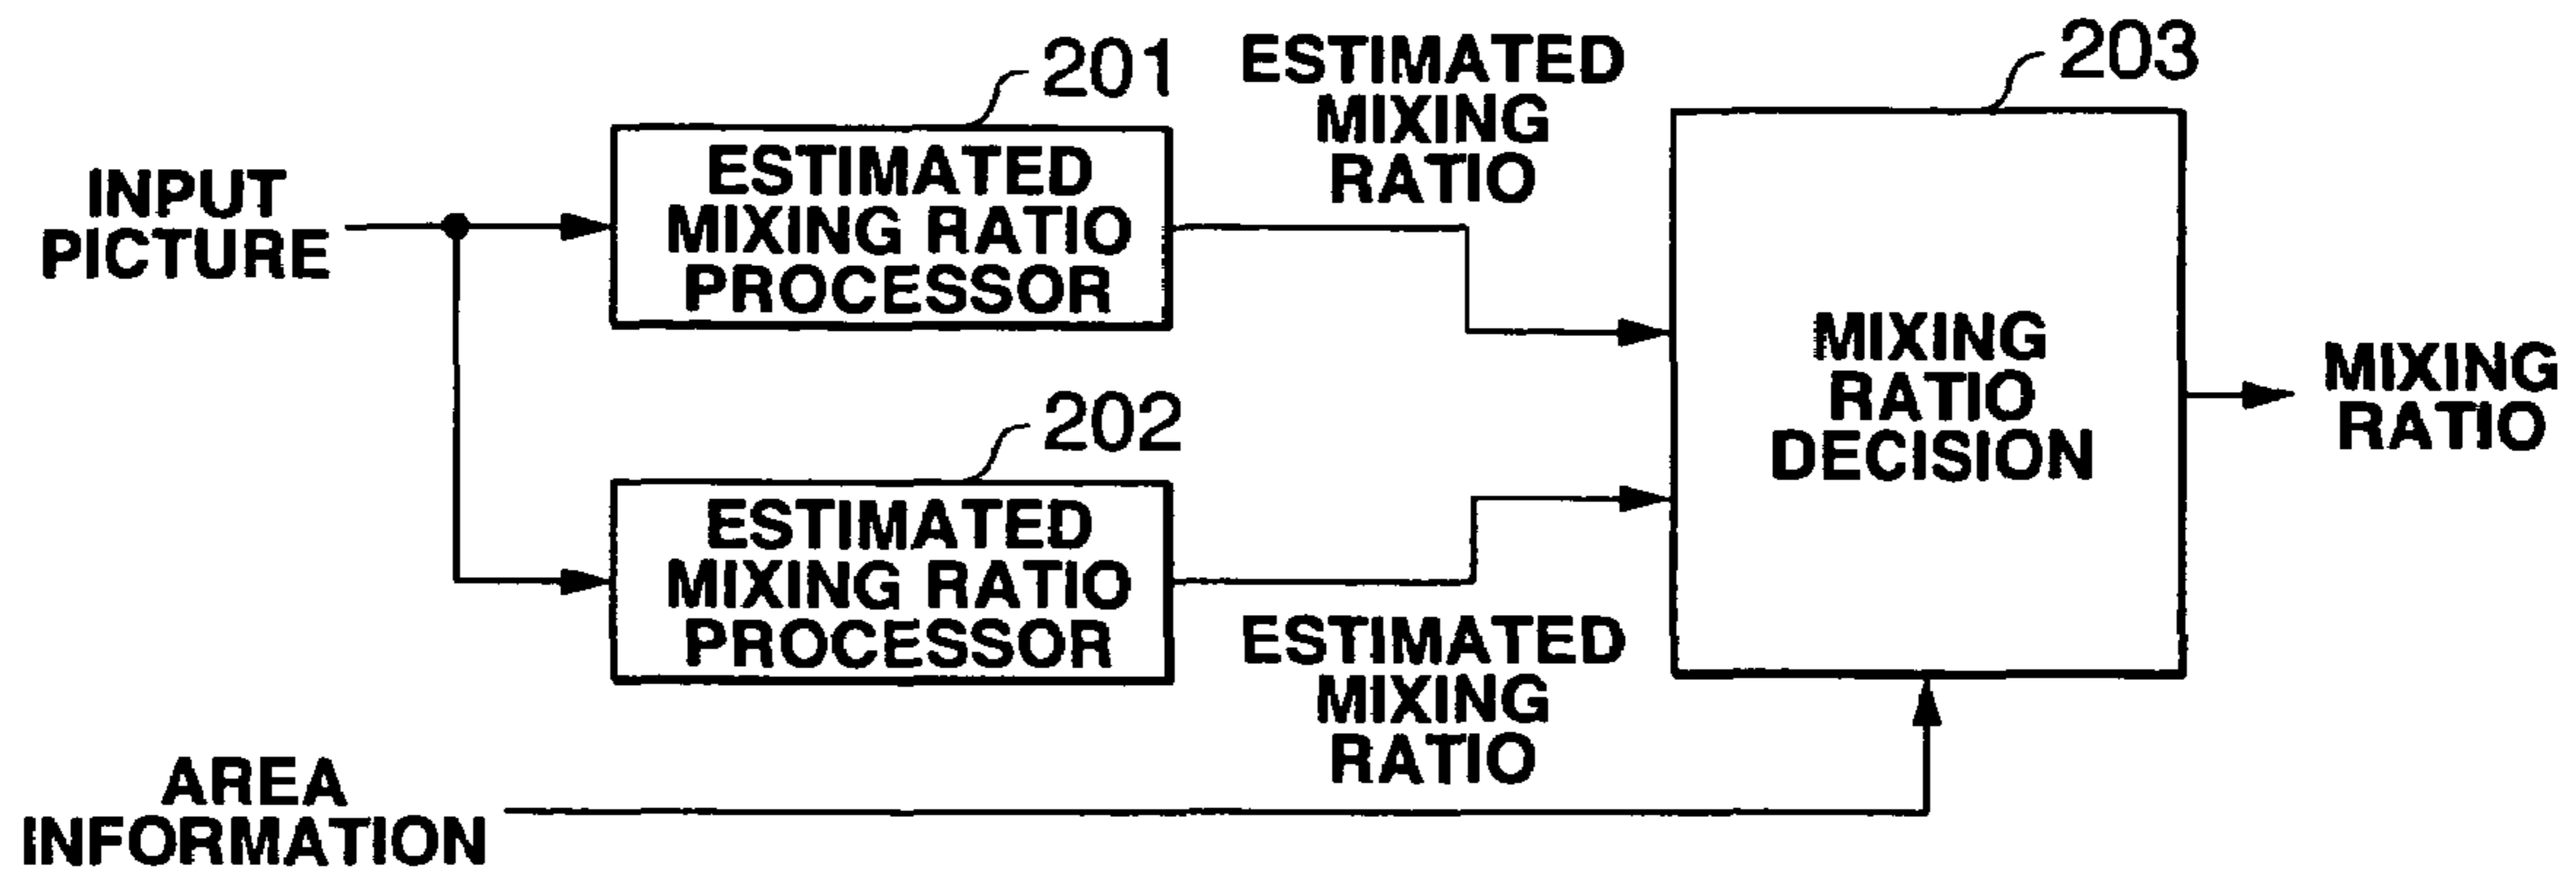 INPUT
PICTURE
201
ESTIMATED
MIXING RATIO
PROCESSOR
ESTIMATED
MIXING
RATIO
203
MIXING
RATIO
DECISION
MIXING
RATIO
202
ESTIMATED
MIXING RATIO
PROCESSOR
ESTIMATED
MIXING
RATIO
AREA
INFORMATION